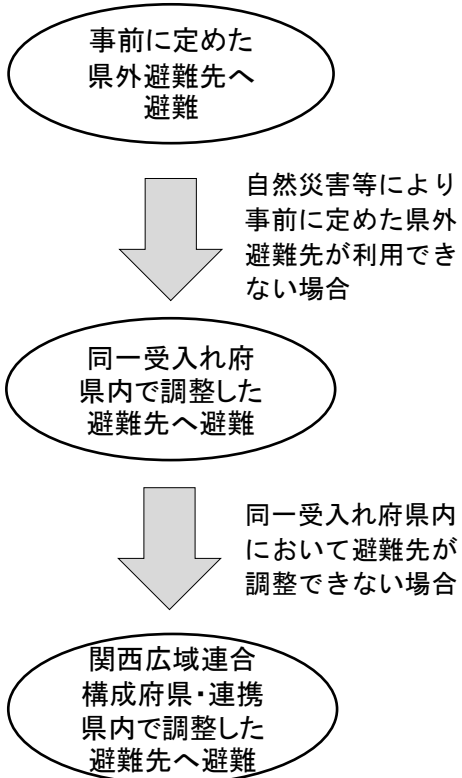 事前に定めた
県外避難先へ
避難
自然災害等により
事前に定めた県外
避難先が利用でき
ない場合
同一受入れ府
県内で調整した
避難先へ避難
同一受入れ府県内
において避難先が
調整できない場合
関西広域連合
構成府県・連携
県内で調整した
避難先へ避難